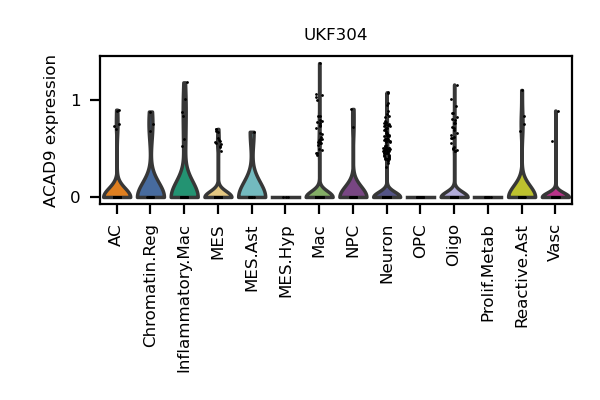 UKF304
ACAD9 expression
1
0
AC
Chromatin.Reg
Inflammatory.Mac
MES
MES.Ast
MES.Hyp
Mac
NPC
Neuron
OPC
Oligo
Prolif.Metab
Reactive.Ast
Vasc